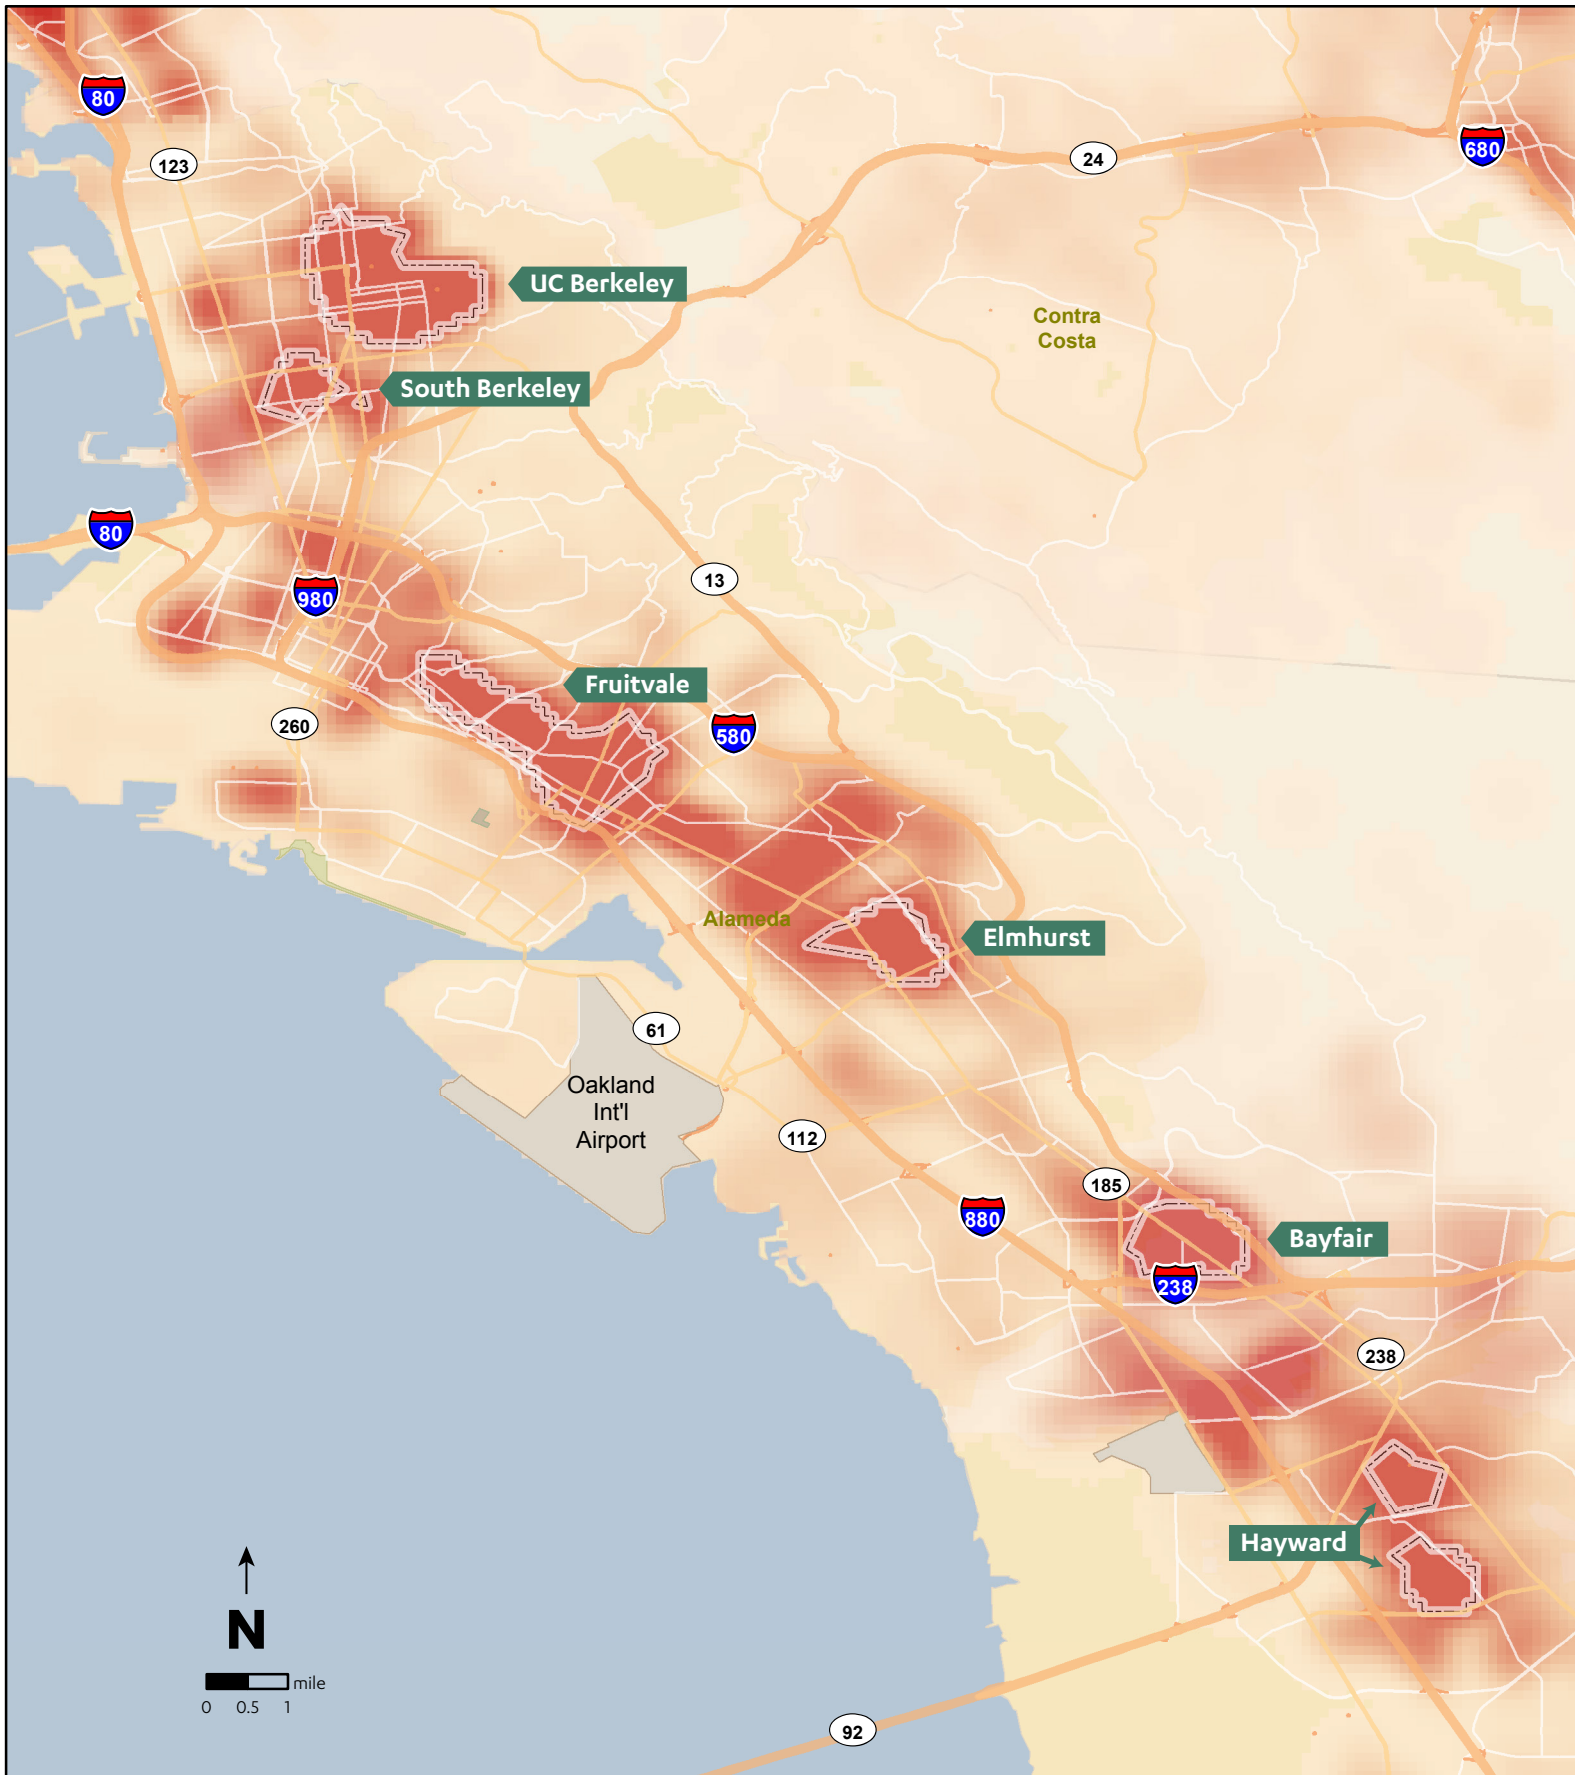 80
123
24
680
UC Berkeley
Contra
Costa
South Berkeley
80
13
980
Fruitvale
260
580
Alameda
Elmhurst
61
Oakland
Int'l
Airport
112
185
880
Bayfair
238
238
Hayward
N
mile
0 0.5 1
92